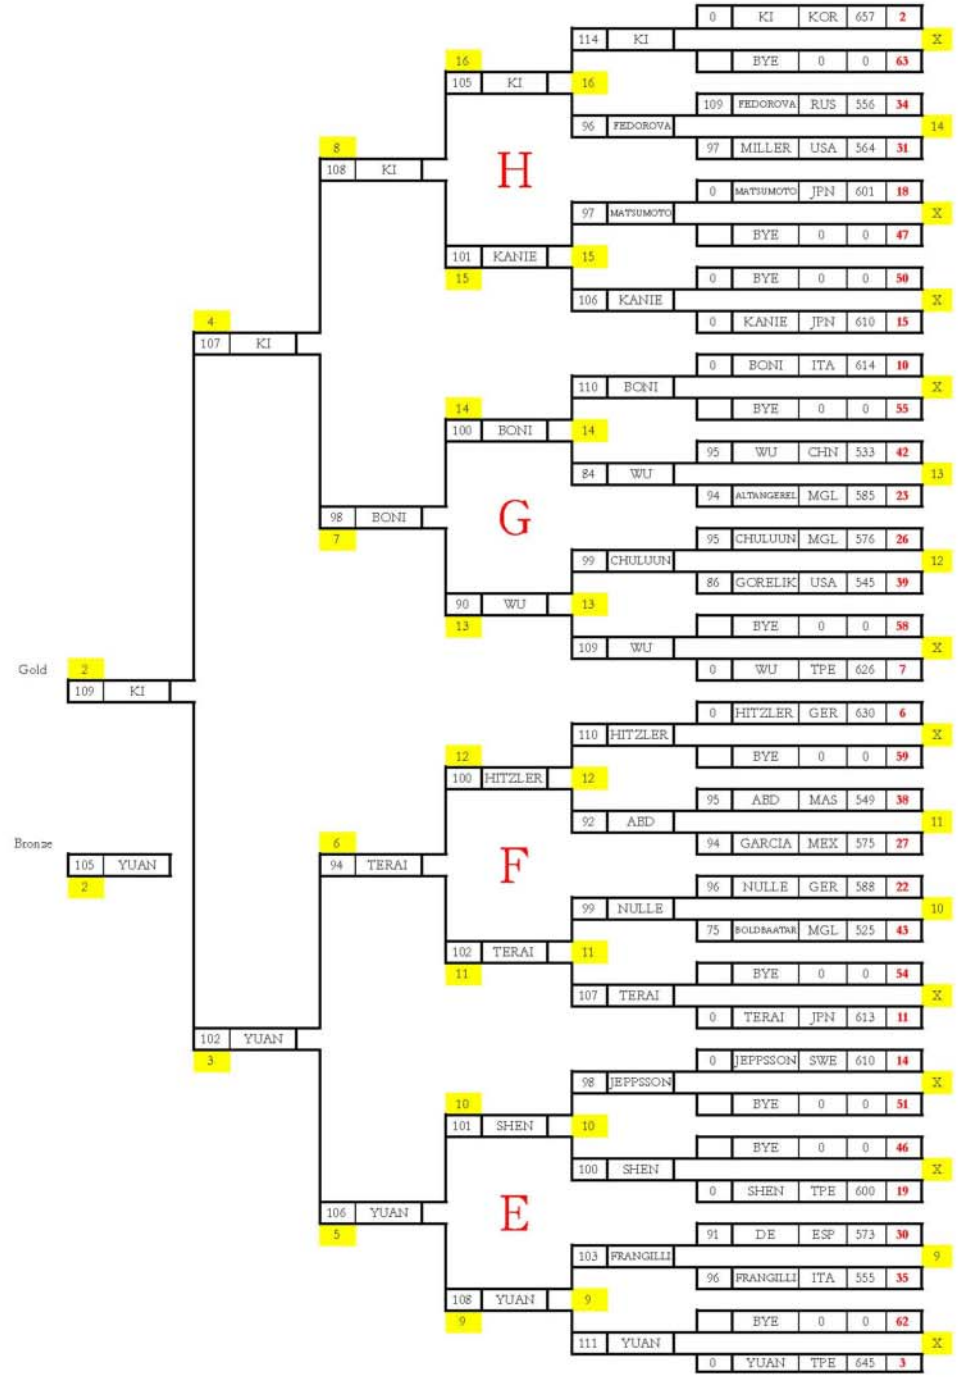 0 KI KOR 657 2
114 KI X
16 BYE 0 0 63
105 KI 16
109 FEDOROVA RUS 556 34
96 FEDOROVA 14
8 97 MILLER USA 564 31
108 KI H
0 MATSUMOTO JPN 601 18
97 MATSUMOTO X
BYE 0 0 47
101 KANIE 15
15 0 BYE 0 0 50
106 KANIE X
4 0 KANIE JPN 610 15
107 KI
0 BONI ITA 614 10
110 BONI X
14 BYE 0 0 55
100 BONI 14
95 WU CHN 533 42
84 WU 13
94 ALTANGEREL MGL 585 23
98 BONI G
7 95 CHULUUN MGL 576 26
99 CHULUUN 12
86 GORELIK USA 545 39
90 WU 13
13 BYE 0 0 58
109 WU X
Gold 2 0 WU TPE 626 7
109 KI
0 HITZLER GER 630 6
110 HITZLER X
12 BYE 0 0 59
100 HITZLER 12
95 ABD MAS 549 38
92 ABD 11
Bronze 6 94 GARCIA MEX 575 27
105 YUAN 94 TERAI F
2 96 NULLE GER 588 22
99 NULLE 10
75 BOLDBAATAR MGL 525 43
102 TERAI 11
11 BYE 0 0 54
107 TERAI X
0 TERAI JPN 613 11
102 YUAN
3 0 JEPPSSON SWE 610 14
98 JEPPSSON X
10 BYE 0 0 51
101 SHEN 10
BYE 0 0 46
100 SHEN X
0 SHEN TPE 600 19
106 YUAN E
5 91 DE ESP 573 30
103 FRANGILLI 9
96 FRANGILLI ITA 555 35
108 YUAN 9
9 BYE 0 0 62
111 YUAN X
0 YUAN TPE 645 3